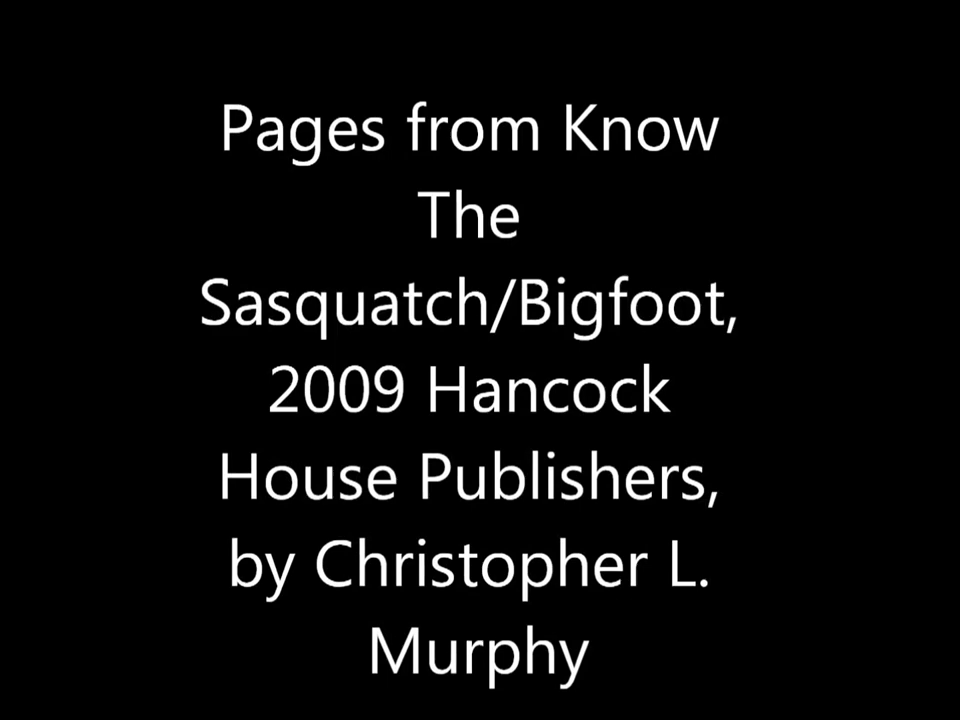 Pages from Know
The
Sasquatch/Bigfoot,
2009 Hancock
House Publishers,
by Christopher L.
Murphy